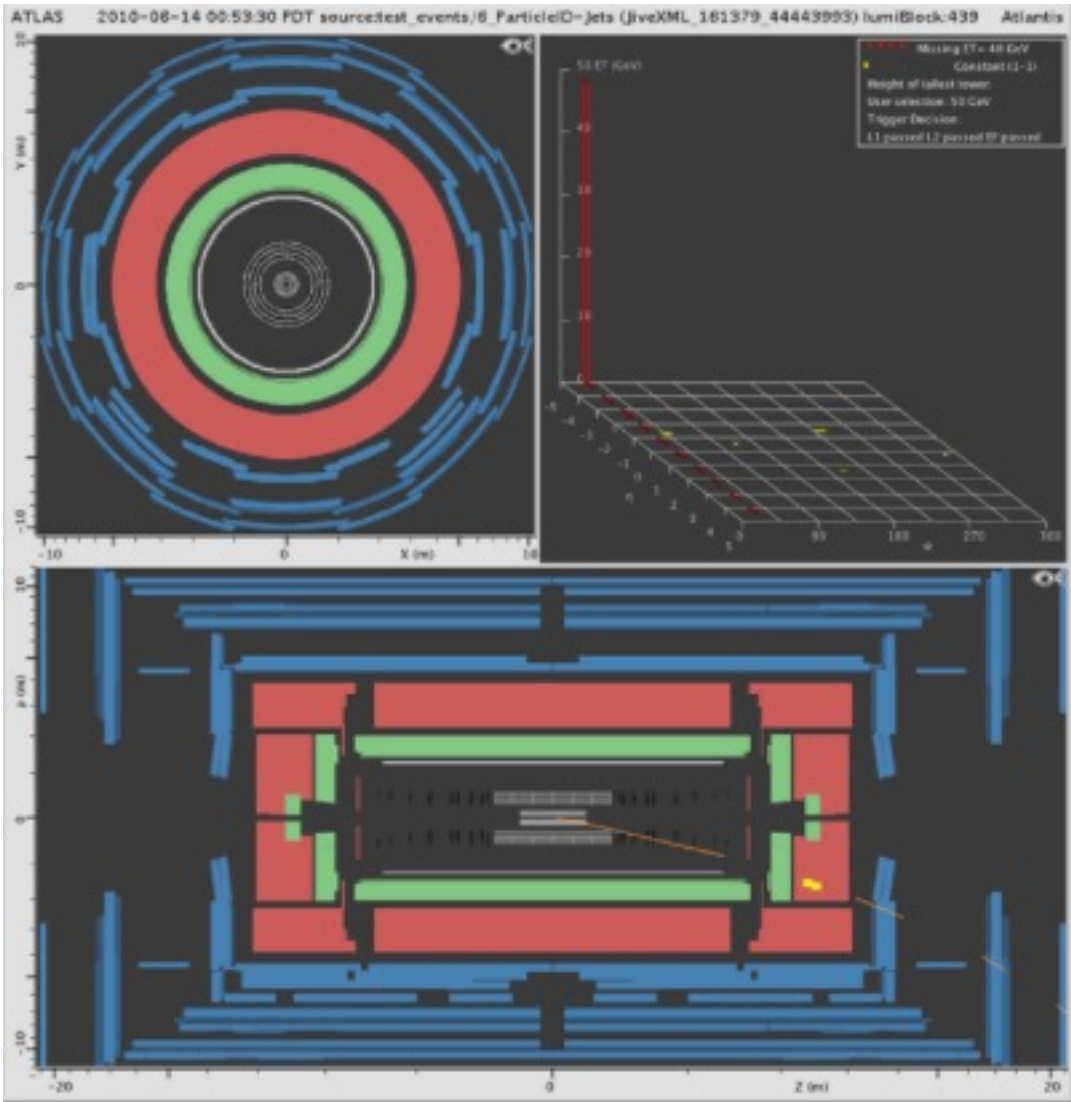 ATLAS 2010-06-14 00:53:30 PDT source:test_events/6_ParticleID-Jets (JiveXML_161379_44443993) lumiBlock:439 Atlantis
10
Y (m)
0
-10
-10 0 X (m) 10
50 ET (GeV)
40
30
20
10
0
-5
-4
-3
-2
-1
0
1
2
3
4
5
0 90 180 270 360
Missing ET= 48 GeV
Constant (1-1)
Height of tallest tower:
User selection: 50 GeV
Trigger Decision:
L1 passed L2 passed EF passed
10
ρ (m)
0
-10
-20 0 Z (m) 20